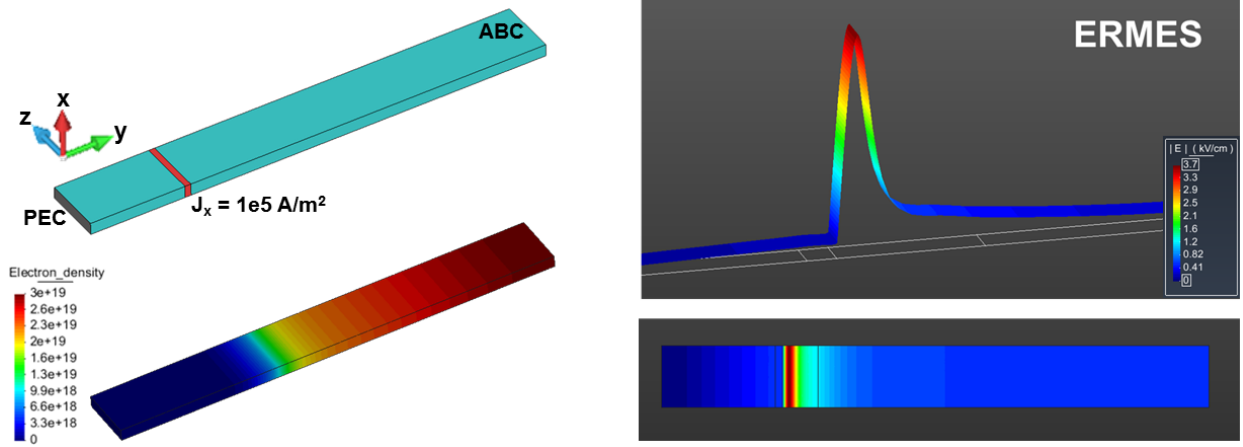 ABC
x
z
y
PEC
Jₓ = 1e5 A/m²
Electron_density
3e+19
2.6e+19
2.3e+19
2e+19
1.6e+19
1.3e+19
9.9e+18
6.6e+18
3.3e+18
0
ERMES
| E | ( kV/cm )
3.7
3.3
2.9
2.5
2.1
1.6
1.2
0.82
0.41
0